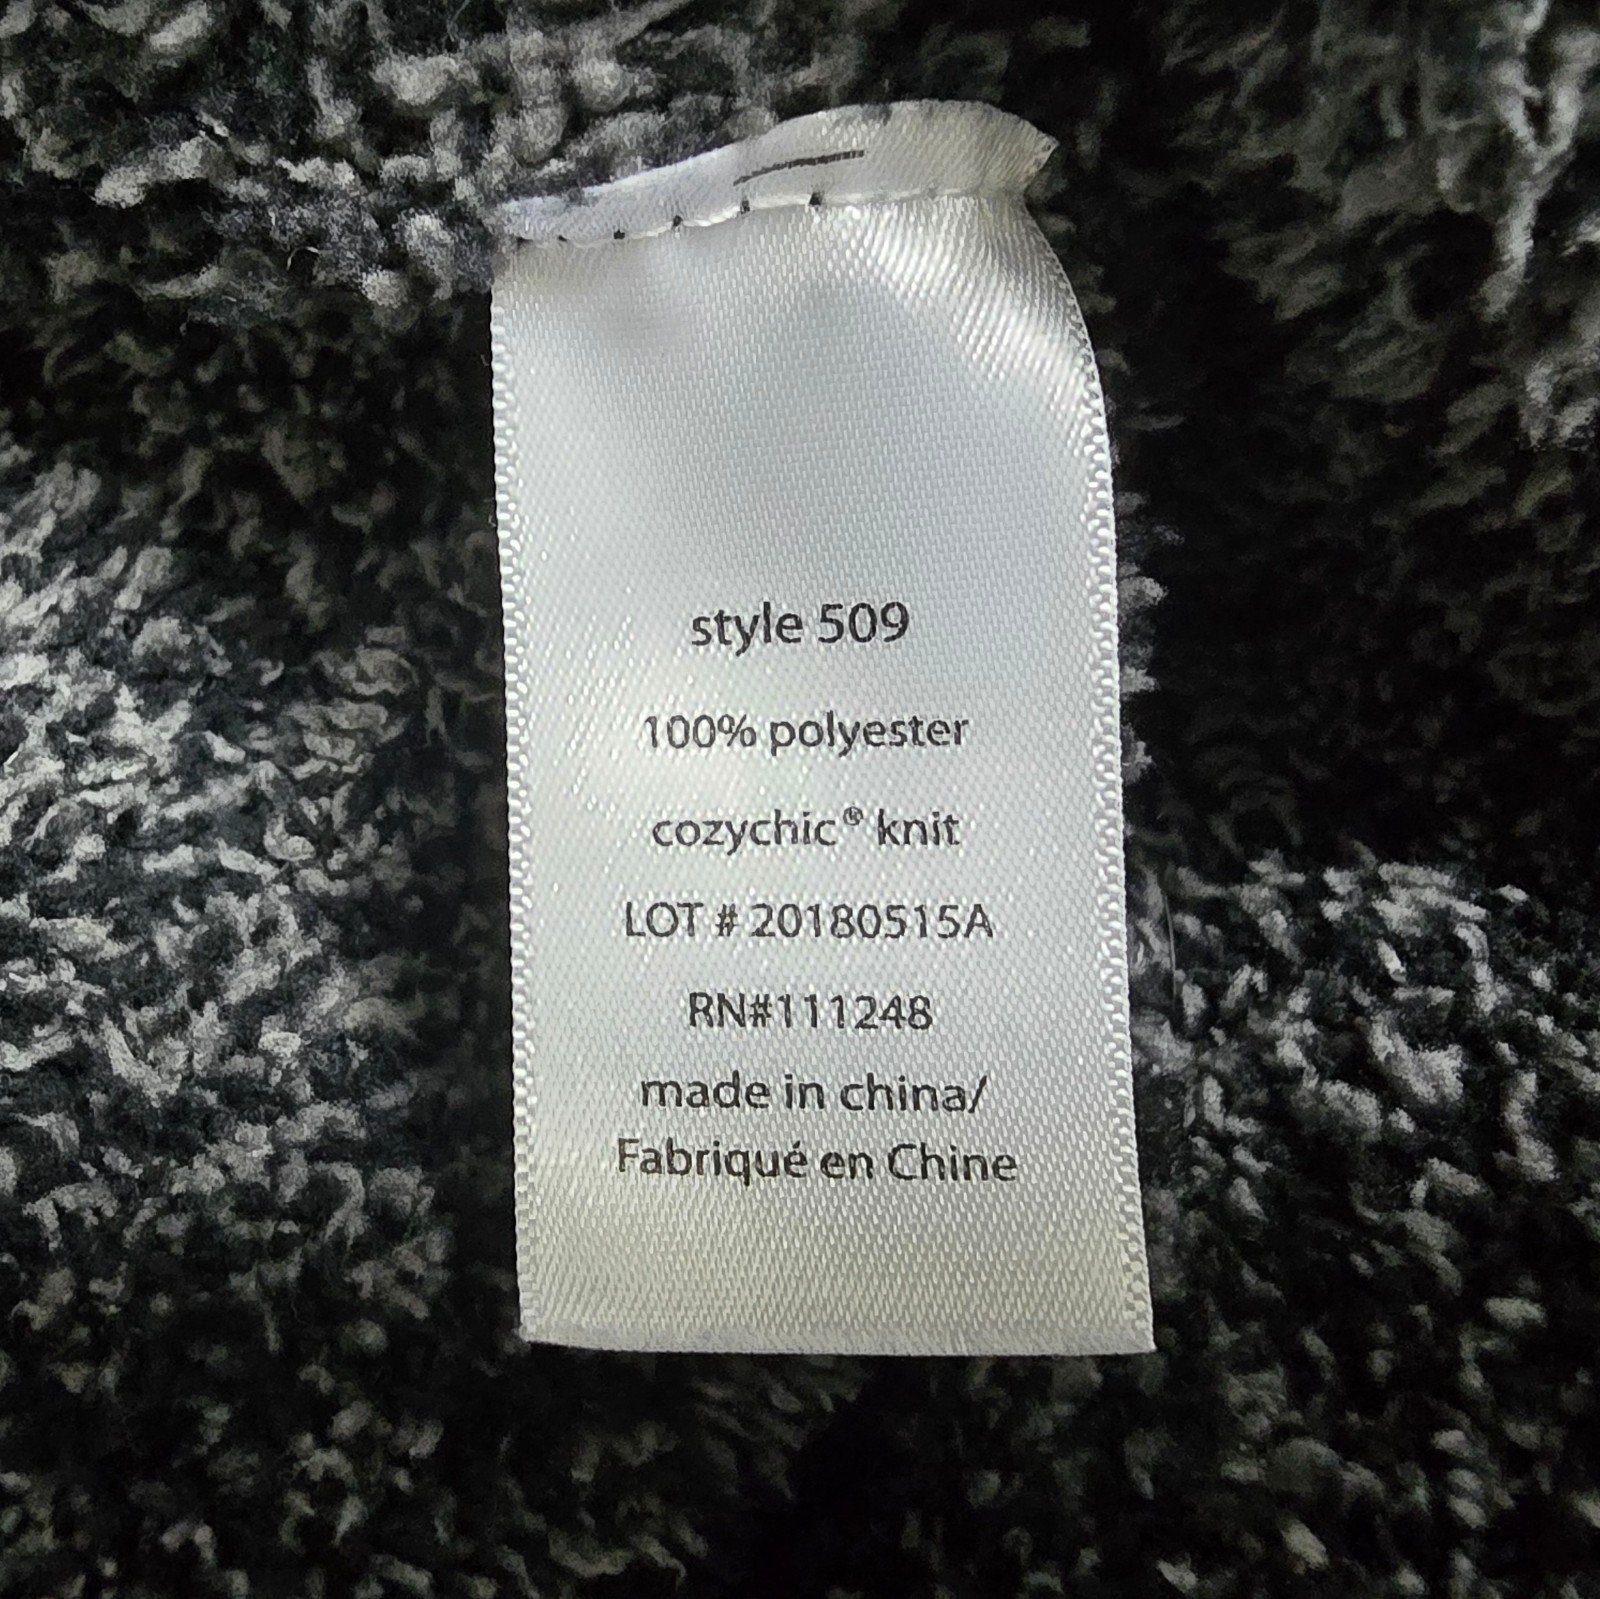 style 509
100% polyester
cozychic® knit
LOT # 20180515A
RN#111248
made in china/
Fabriqué en Chine